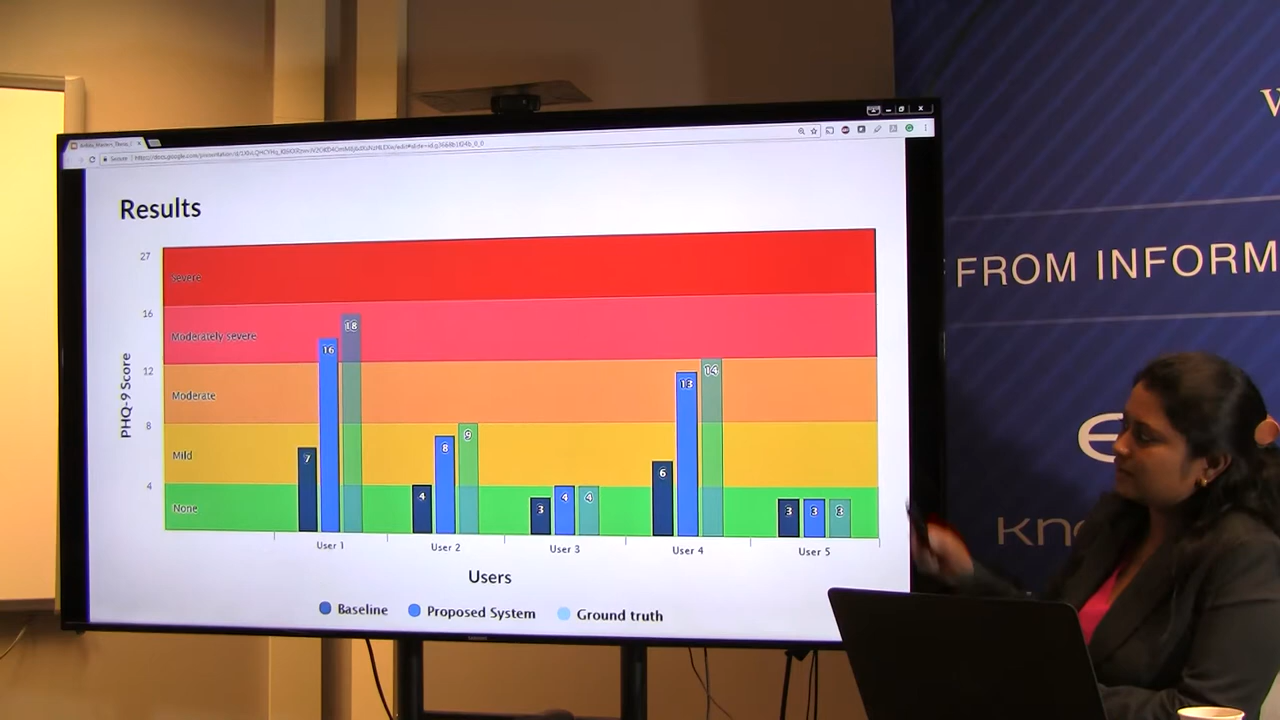 Secure
Results
27
16
12
8
4
PHQ-9 Score
Severe
Moderately severe
Moderate
Mild
None
7
16
18
4
8
9
3
4
4
6
13
14
3
3
3
User 1
User 2
User 3
User 4
User 5
Users
Baseline
Proposed System
Ground truth
FROM INFORM